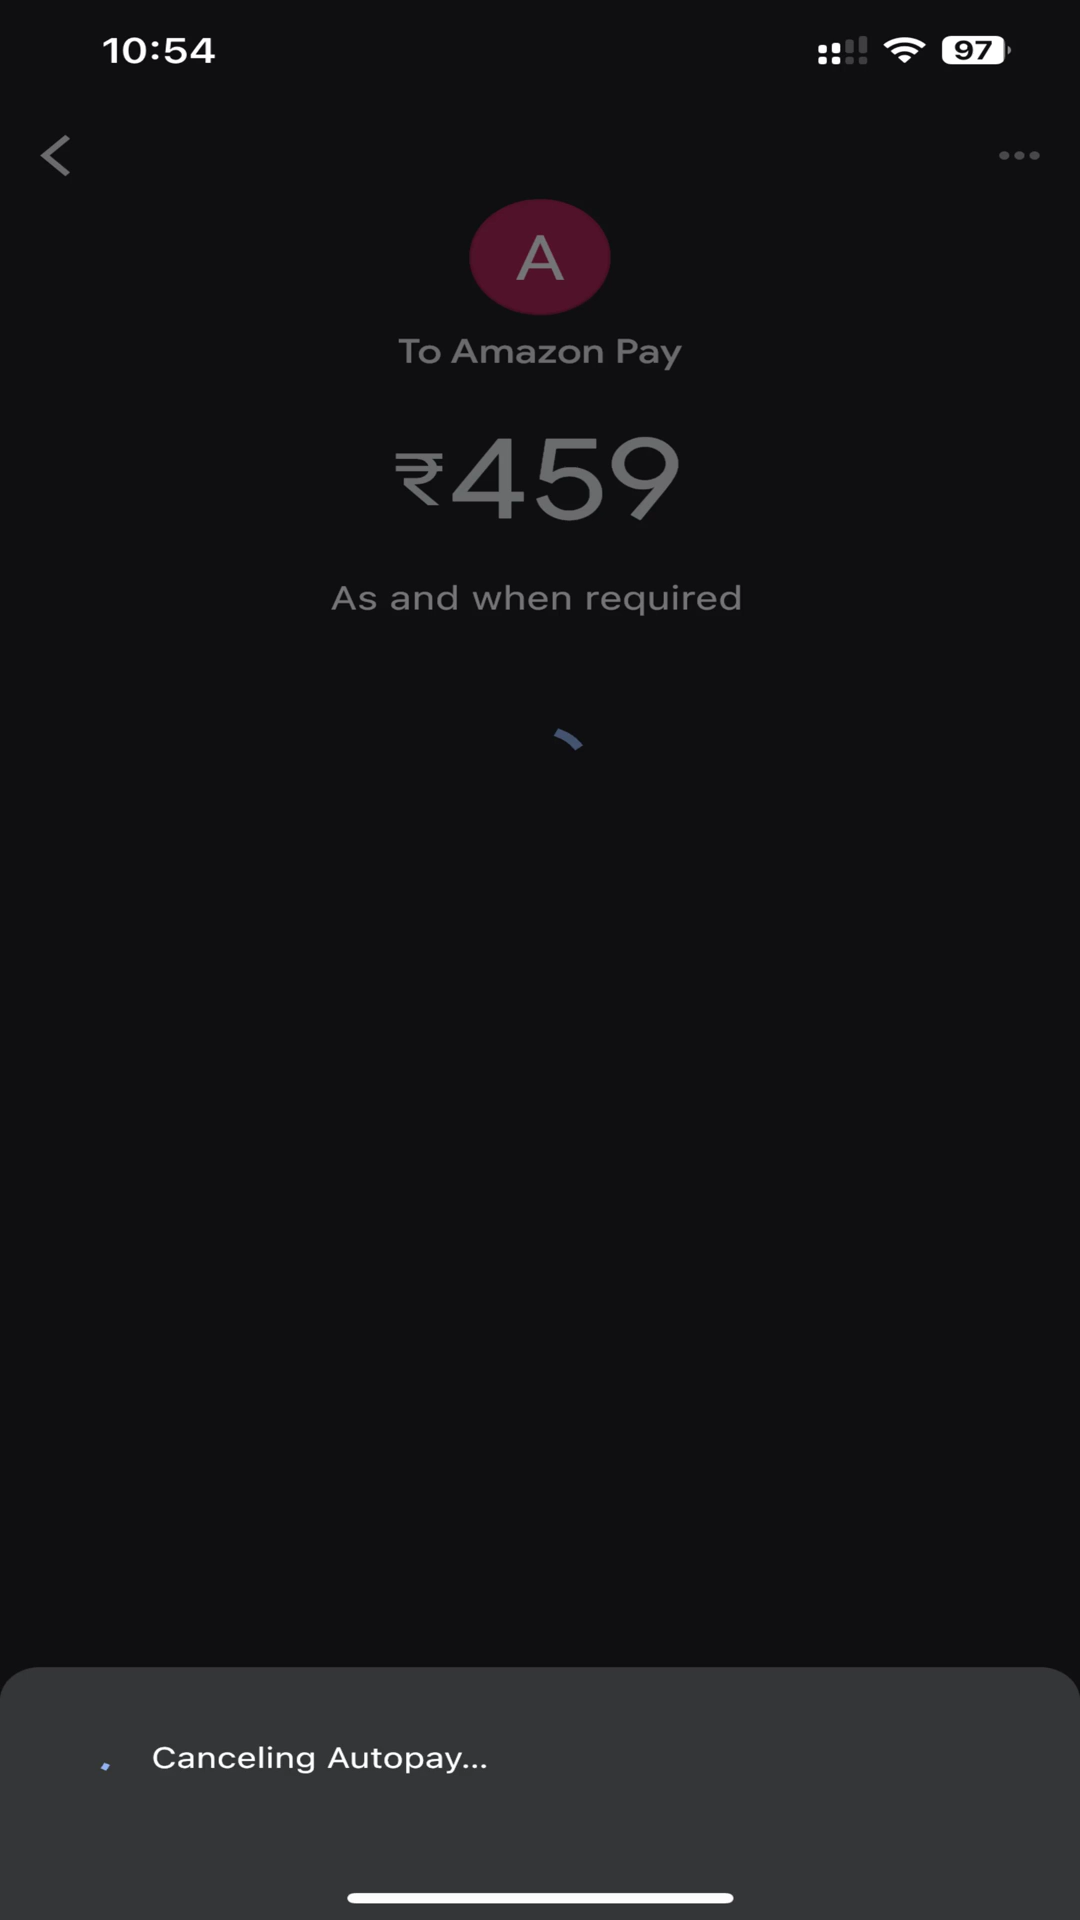 10:54
97
A
To Amazon Pay
₹459
As and when required
Canceling Autopay...